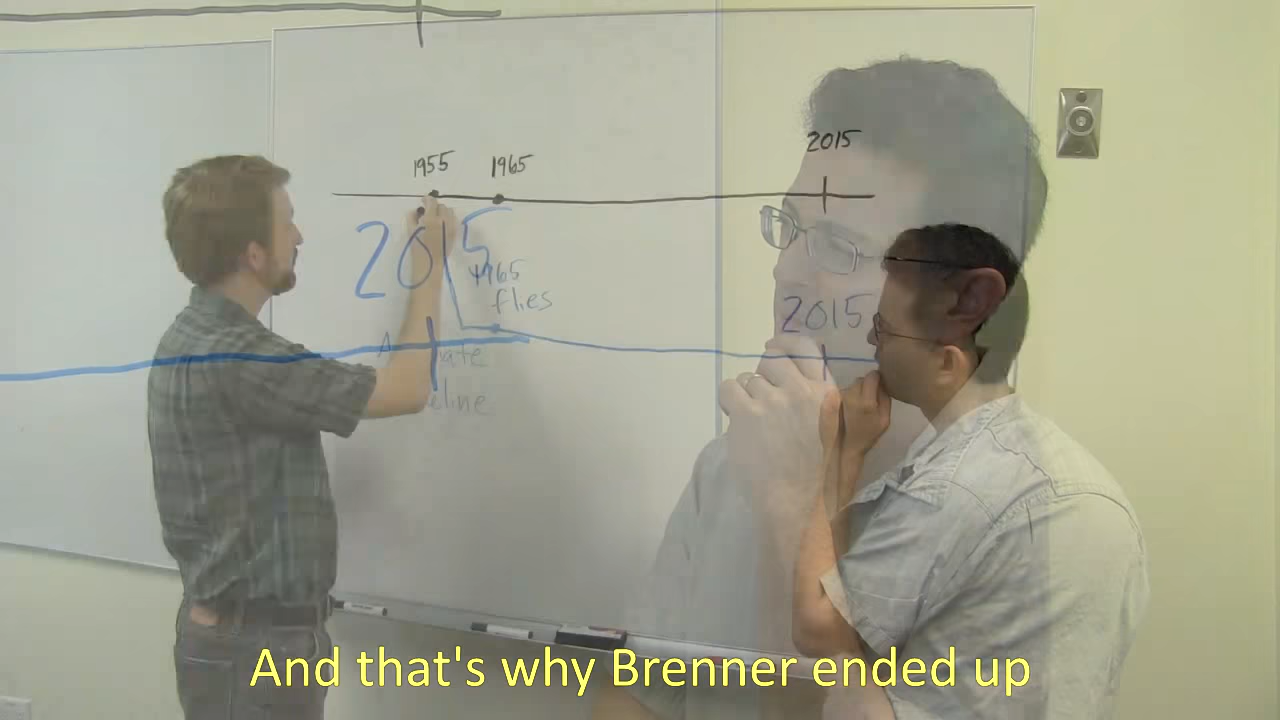 2015
1955 1965
2015
1965
flies
2015
And that's why Brenner ended up